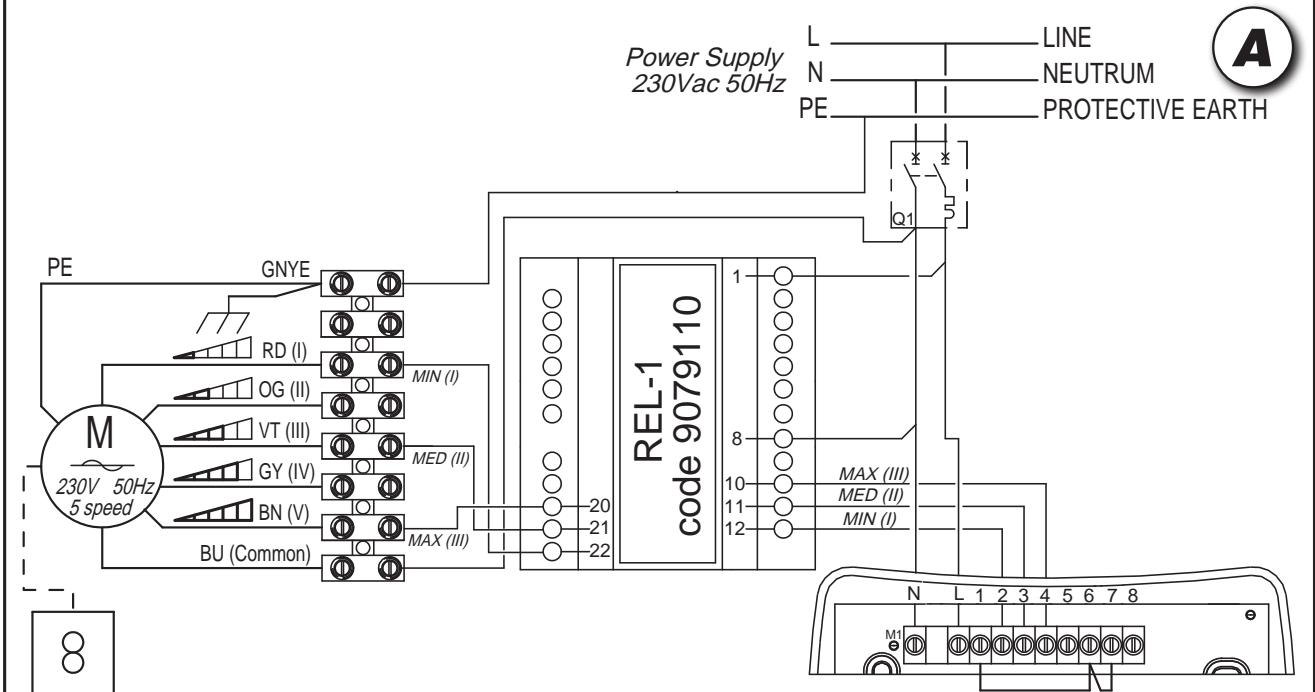 A
L LINE
Power Supply
230Vac 50Hz
N NEUTRUM
PE PROTECTIVE EARTH
Q1
PE GNYE
RD (I)
MIN (I)
OG (II)
VT (III)
MED (II)
GY (IV)
BN (V)
MAX (III)
BU (Common)
M
230V 50Hz
5 speed
REL-1
code 9079110
1
8
10 MAX (III)
11 MED (II)
12 MIN (I)
20
21
22
N L 1 2 3 4 5 6 7 8
M1